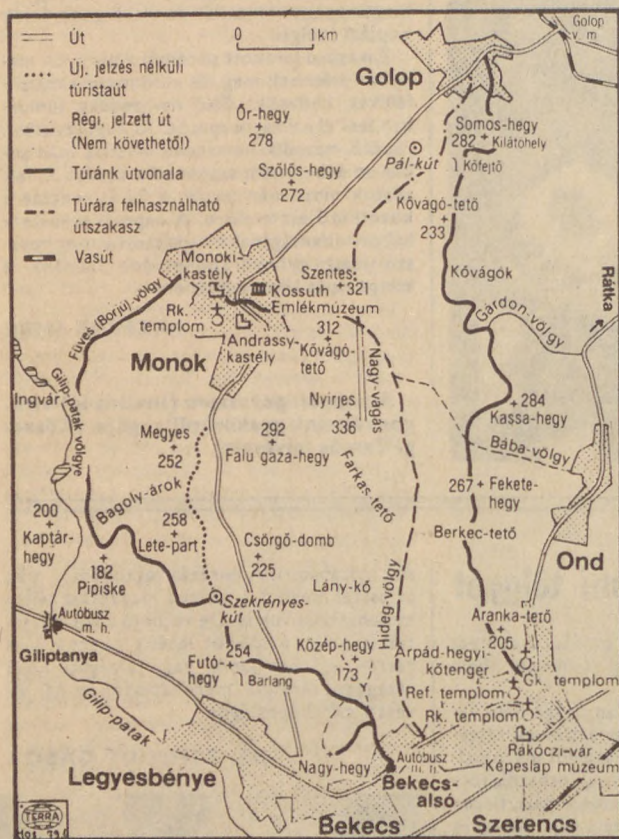 Út
Új, jelzés nélküli
túristaút
Régi, jelzett út
(Nem követhető!)
Túránk útvonala
Túrára felhasználható
útszakasz
Vasút
0 1km
Golop
Golop
v. m.
Őr-hegy
278
Szőlős-hegy
272
Pál-kút
Somos-hegy
282 Kilátóhely
Kőfejtő
Kővágó-tető
233
Kővágók
Rátka
Gárdon-völgy
Monoki-
kastély
Rk.
templom
Szentes
321
Kossuth
Emlékmúzeum
Andrássy-
kastély
Füves (Borjú)-völgy
Monok
312
Kővágó-
tető
Nagy-vágás
Nyirjes
336
Ingvár
Gilip-patak völgye
Megyes
252
292
Falu gaza-hegy
Farkas-tető
284
Kassa-hegy
Bába-völgy
267 Fekete-
hegy
Bagoly-árok
200
Kaptár-
hegy
258
Lete-part
Csörgő-domb
225
Berkec-tető
Ond
182
Pipiske
Szekrényes-
kút
Lány-kő
Hideg-völgy
Autóbusz
m. h.
Giliptanya
Aranka-tető
205
Árpád-hegyi-
kőtenger
254
Futó-
hegy
Barlang
Közép-hegy
173
Gk. templom
Ref. templom
Rk. templom
Gilip-patak
Rákóczi-vár
Képeslap múzeum
Legyesbénye
Nagy-hegy
Autóbusz
m. h.
Bekecs-
alsó
Bekecs
Szerencs
TERRA